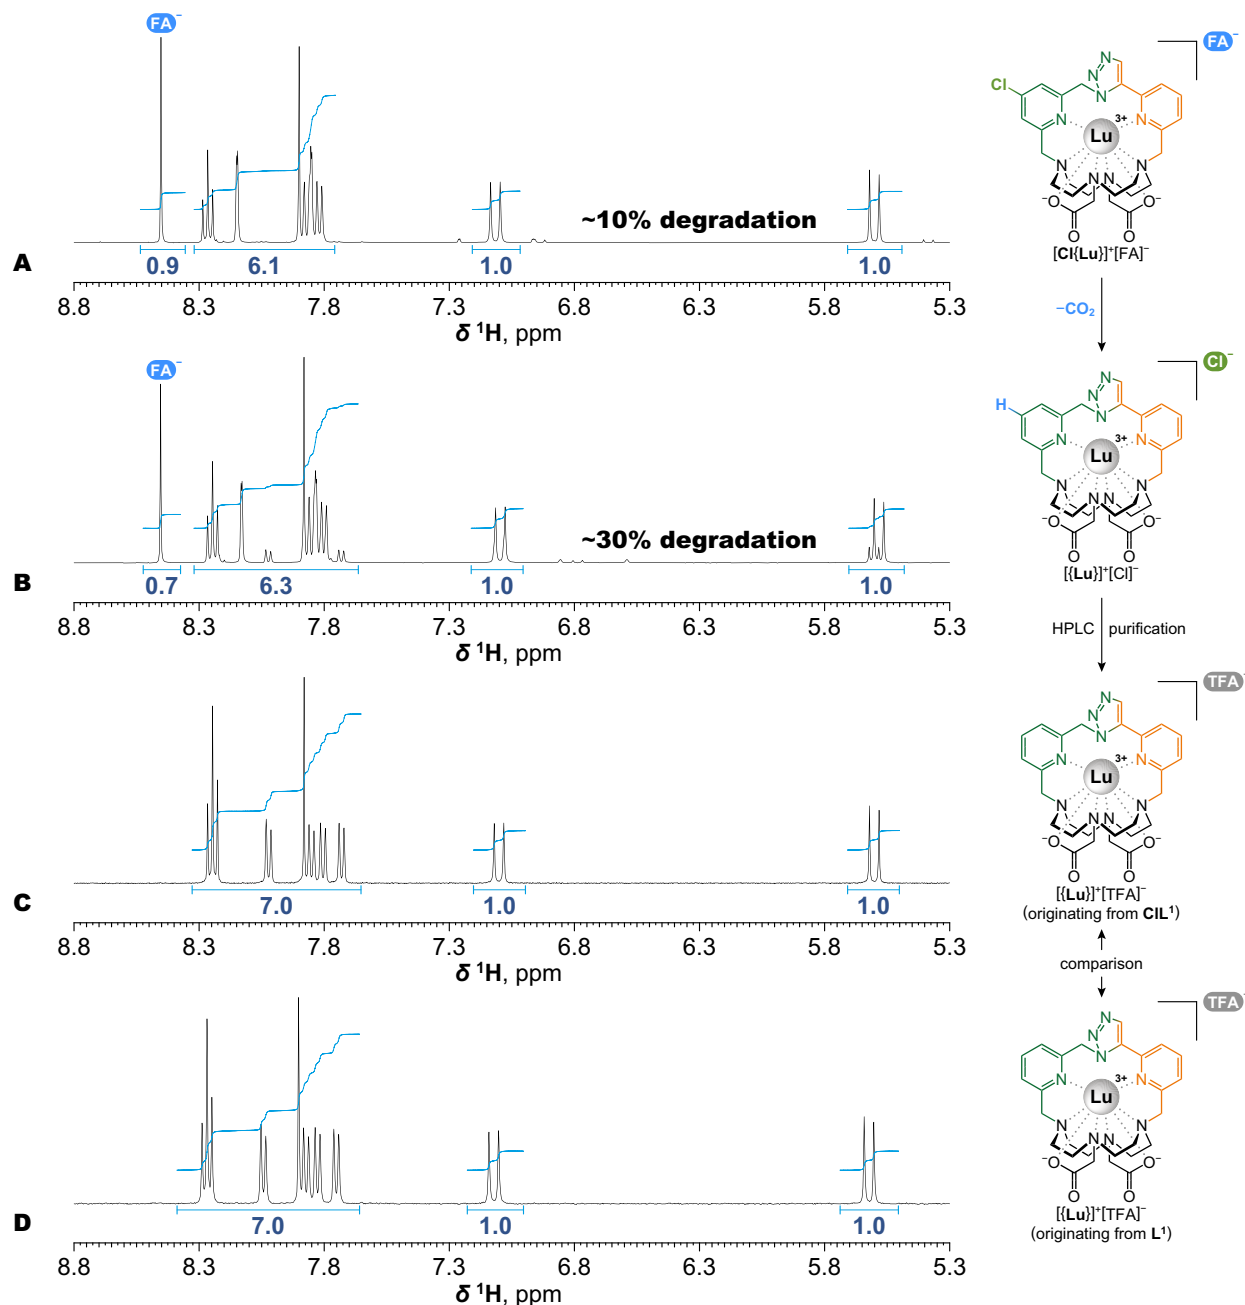 FA⁻
~10% degradation
A
0.9 6.1 1.0 1.0
8.8 8.3 7.8 7.3 6.8 6.3 5.8 5.3
δ ¹H, ppm
FA⁻
N
N
N
Cl
N
N
3+
Lu
N N N N
⁻O O⁻
O O
[Cl{Lu}]⁺[FA]⁻
−CO₂
FA⁻
~30% degradation
B
0.7 6.3 1.0 1.0
8.8 8.3 7.8 7.3 6.8 6.3 5.8 5.3
δ ¹H, ppm
Cl⁻
N
N
N
H
N
N
3+
Lu
N N N N
⁻O O⁻
O O
[{Lu}]⁺[Cl]⁻
HPLC purification
C
7.0 1.0 1.0
8.8 8.3 7.8 7.3 6.8 6.3 5.8 5.3
δ ¹H, ppm
TFA⁻
N
N
N
N
N
3+
Lu
N N N N
⁻O O⁻
O O
[{Lu}]⁺[TFA]⁻
(originating from ClL¹)
comparison
D
7.0 1.0 1.0
8.8 8.3 7.8 7.3 6.8 6.3 5.8 5.3
δ ¹H, ppm
TFA⁻
N
N
N
N
N
3+
Lu
N N N N
⁻O O⁻
O O
[{Lu}]⁺[TFA]⁻
(originating from L¹)